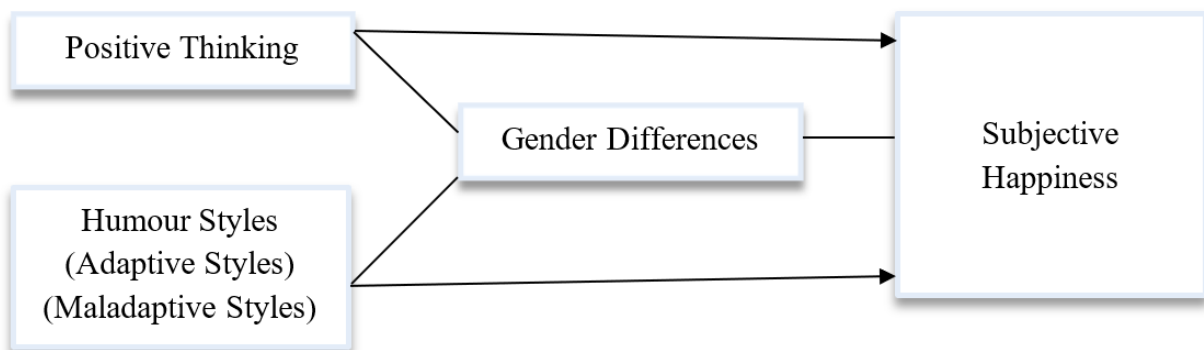 Positive Thinking
Gender Differences
Humour Styles
(Adaptive Styles)
(Maladaptive Styles)
Subjective
Happiness